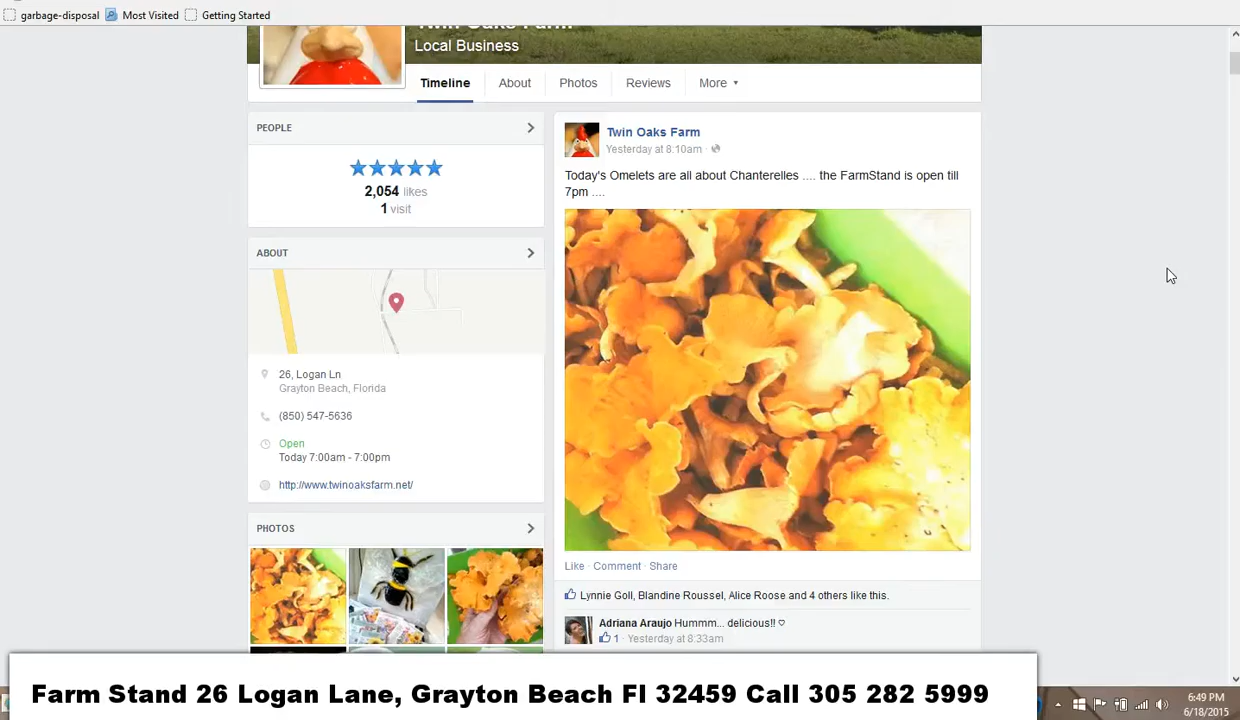 garbage-disposal Most Visited Getting Started
Twin Oaks Farm
Local Business
Timeline About Photos Reviews More
PEOPLE
2,054 likes
1 visit
ABOUT
26, Logan Ln
Grayton Beach, Florida
(850) 547-5636
Open
Today 7:00am - 7:00pm
http://www.twinoaksfarm.net/
PHOTOS
Twin Oaks Farm
Yesterday at 8:10am ·
Today's Omelets are all about Chanterelles .... the FarmStand is open till
7pm ....
Like · Comment · Share
Lynnie Goll, Blandine Roussel, Alice Roose and 4 others like this.
Adriana Araujo Hummm... delicious!! ♡
1 · Yesterday at 8:33am
Farm Stand 26 Logan Lane, Grayton Beach Fl 32459 Call 305 282 5999
6:49 PM
6/18/2015